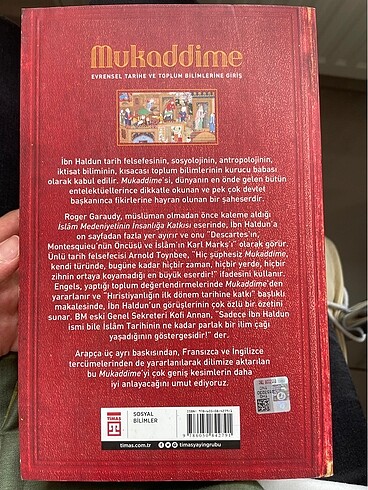 Mukaddime
EVRENSEL TARİHE VE TOPLUM BİLİMLERİNE GİRİŞ
İbn Haldun tarih felsefesinin, sosyolojinin, antropolojinin,
iktisat biliminin, kısacası toplum bilimlerinin kurucu babası
olarak kabul edilir. Mukaddime'si, dünyanın en önde gelen bütün
entelektüellerince dikkatle okunan ve pek çok devlet
başkanınca fikirlerine hayran olunan bir şaheserdir.
Roger Garaudy, müslüman olmadan önce kaleme aldığı
İslâm Medeniyetinin İnsanlığa Katkısı eserinde, İbn Haldun'a
on sayfadan fazla yer ayırır ve onu "Descartes'ın,
Montesquieu'nün Öncüsü ve İslâm'ın Karl Marks'ı" olarak görür.
Ünlü tarih felsefecisi Arnold Toynbee, "Hiç şüphesiz Mukaddime,
kendi türünde, bugüne kadar hiçbir zaman, hiçbir yerde, hiçbir
zihnin ortaya koyamadığı en büyük eserdir!" ifadesini kullanır.
Engels, yaptığı toplum değerlendirmelerinde Mukaddime'den
yararlanır ve "Hıristiyanlığın ilk dönem tarihine katkı" başlıklı
makalesinde, İbn Haldun'un görüşlerinin çok özlü bir özetini
sunar. BM eski Genel Sekreteri Kofi Annan, "Sadece İbn Haldun
ismi bile İslâm Tarihinin ne kadar parlak bir ilim çağı
yaşadığının göstergesidir!" der.
Arapça üç ayrı baskısından, Fransızca ve İngilizce
tercümelerinden de yararlanılarak dilimize aktarılan
bu Mukaddime'yi çok geniş kesimlerin daha
iyi anlayacağını umut ediyoruz.
TİMAŞ
SOSYAL
BİLİMLER
timas.com.tr
timasyayingrubu